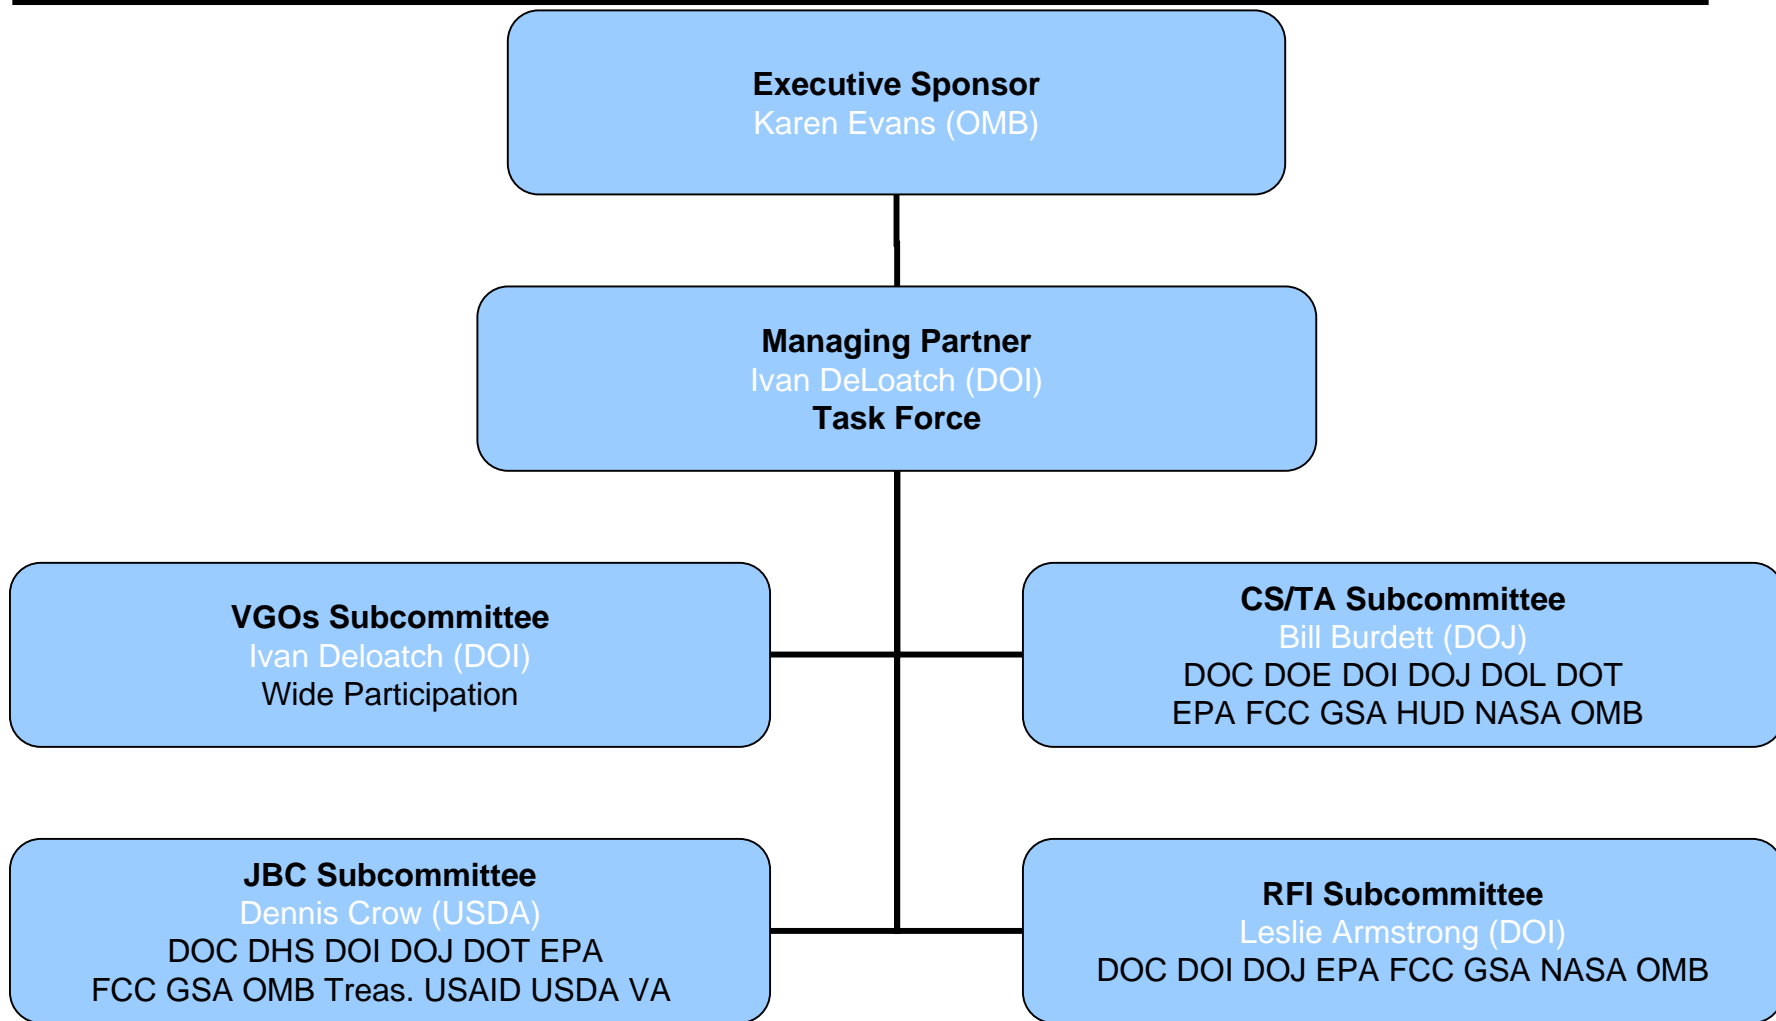 Executive Sponsor
Karen Evans (OMB)
Managing Partner
Ivan DeLoatch (DOI)
Task Force
VGOs Subcommittee
Ivan Deloatch (DOI)
Wide Participation
CS/TA Subcommittee
Bill Burdett (DOJ)
DOC DOE DOI DOJ DOL DOT
EPA FCC GSA HUD NASA OMB
JBC Subcommittee
Dennis Crow (USDA)
DOC DHS DOI DOJ DOT EPA
FCC GSA OMB Treas. USAID USDA VA
RFI Subcommittee
Leslie Armstrong (DOI)
DOC DOI DOJ EPA FCC GSA NASA OMB